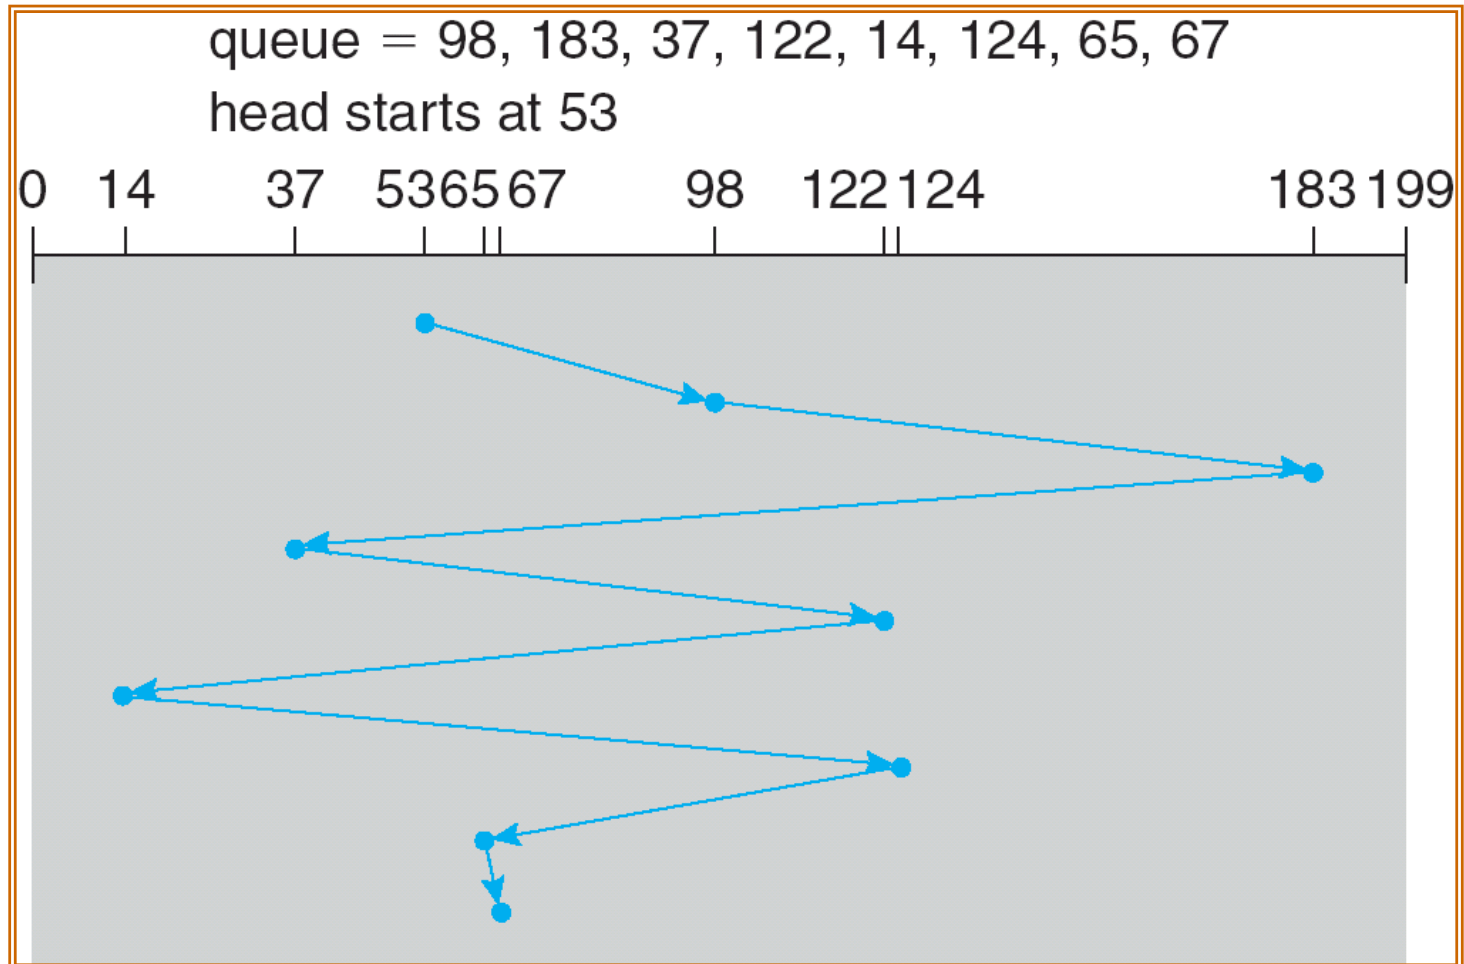 queue = 98, 183, 37, 122, 14, 124, 65, 67
head starts at 53
0 14 37 53 65 67 98 122 124 183 199